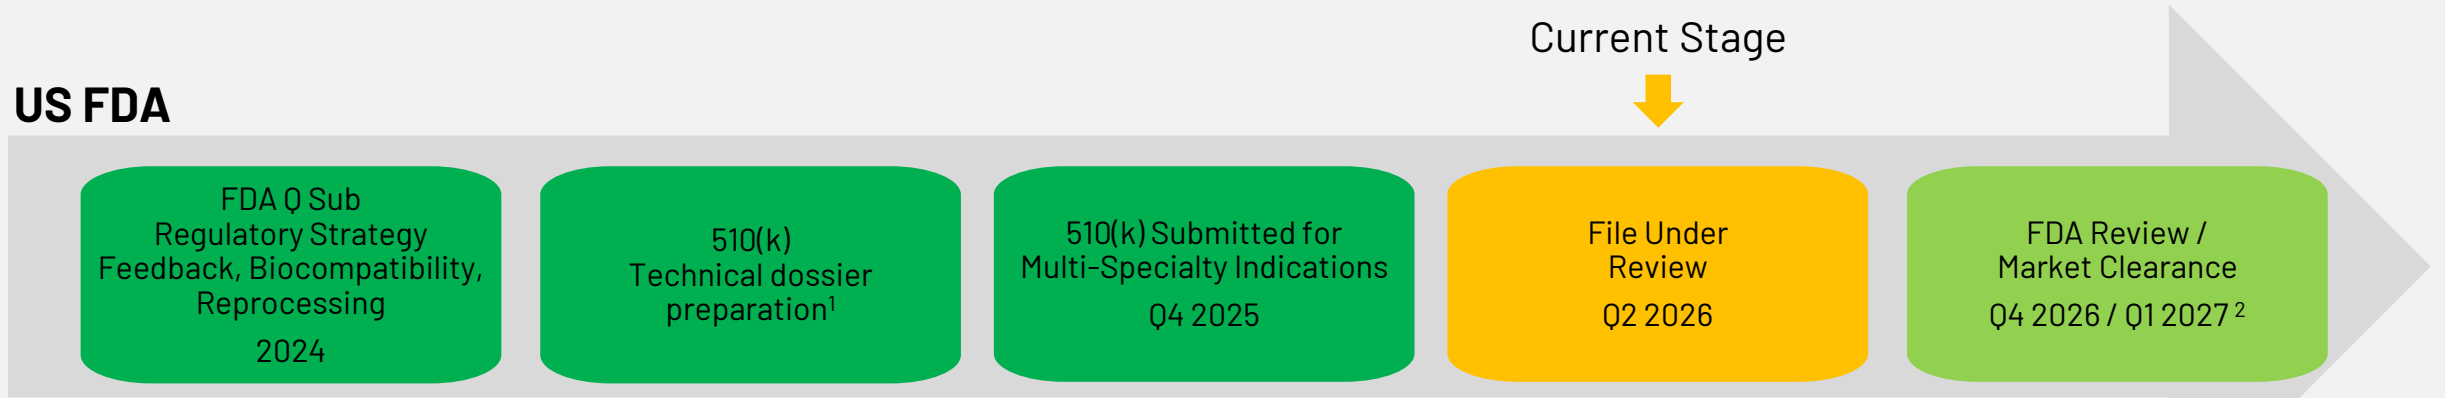 Current Stage
US FDA
FDA Q Sub
Regulatory Strategy
Feedback, Biocompatibility,
Reprocessing
2024
510(k)
Technical dossier
preparation¹
510(k) Submitted for
Multi-Specialty Indications
Q4 2025
File Under
Review
Q2 2026
FDA Review /
Market Clearance
Q4 2026 / Q1 2027 ²